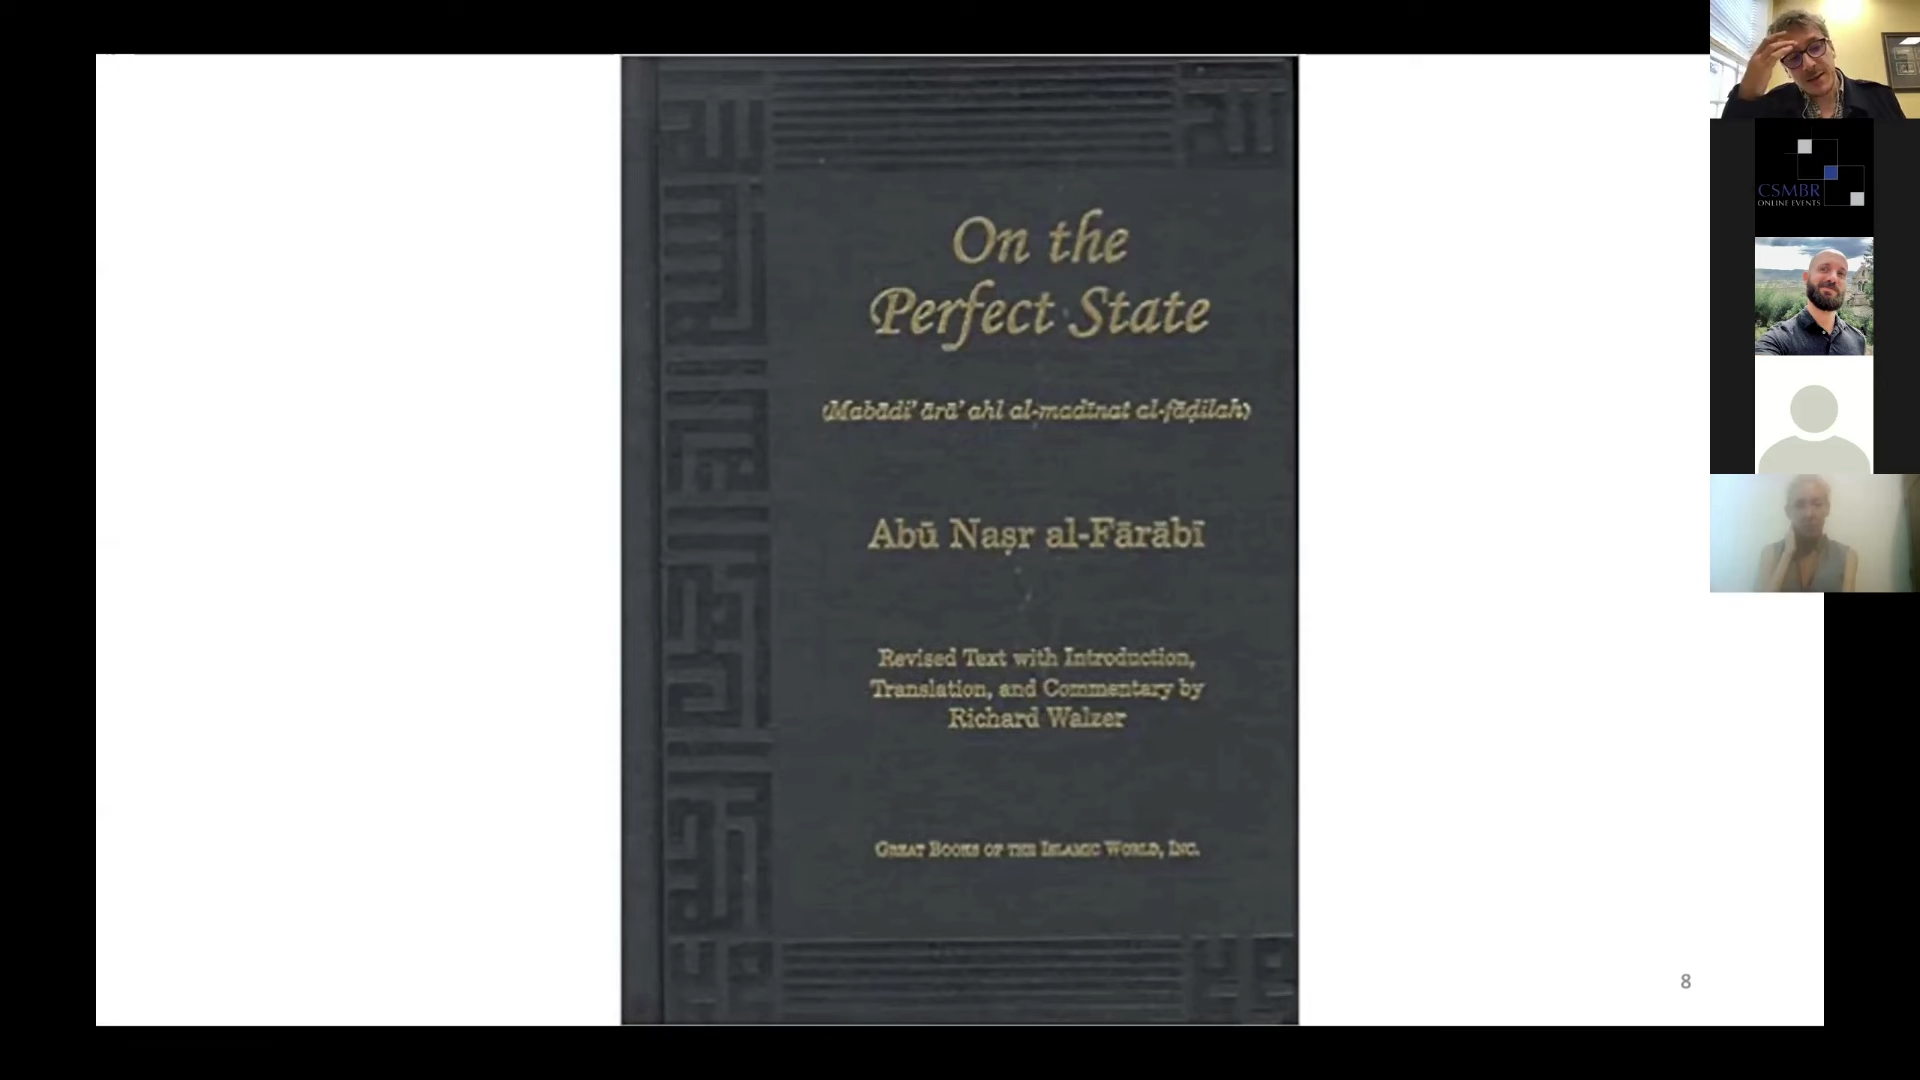 On the
Perfect State
(Mabādi' ārā' ahl al-madīnat al-fāḍilah)
Abū Naṣr al-Fārābī
Revised Text with Introduction,
Translation, and Commentary by
Richard Walzer
GREAT BOOKS OF THE ISLAMIC WORLD, INC.
8
CSMBR
ONLINE EVENTS